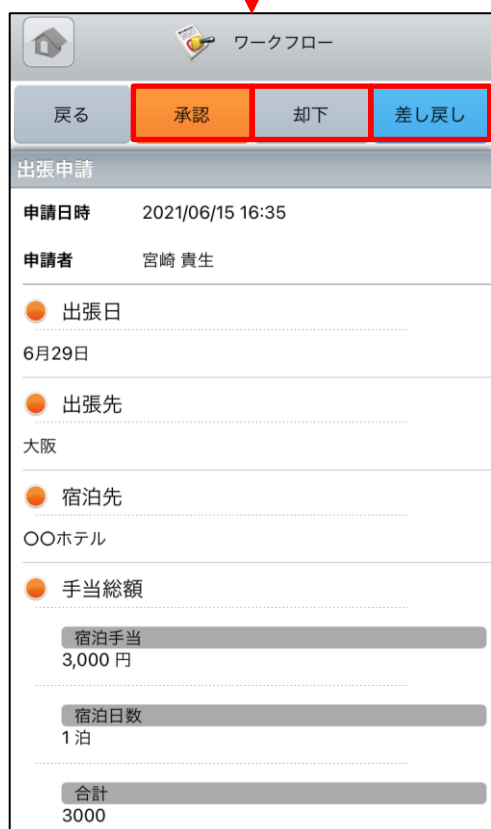 ワークフロー
戻る 承認 却下 差し戻し
出張申請
申請日時 2021/06/15 16:35
申請者 宮崎 貴生
出張日
6月29日
出張先
大阪
宿泊先
〇〇ホテル
手当総額
宿泊手当
3,000 円
宿泊日数
1 泊
合計
3000